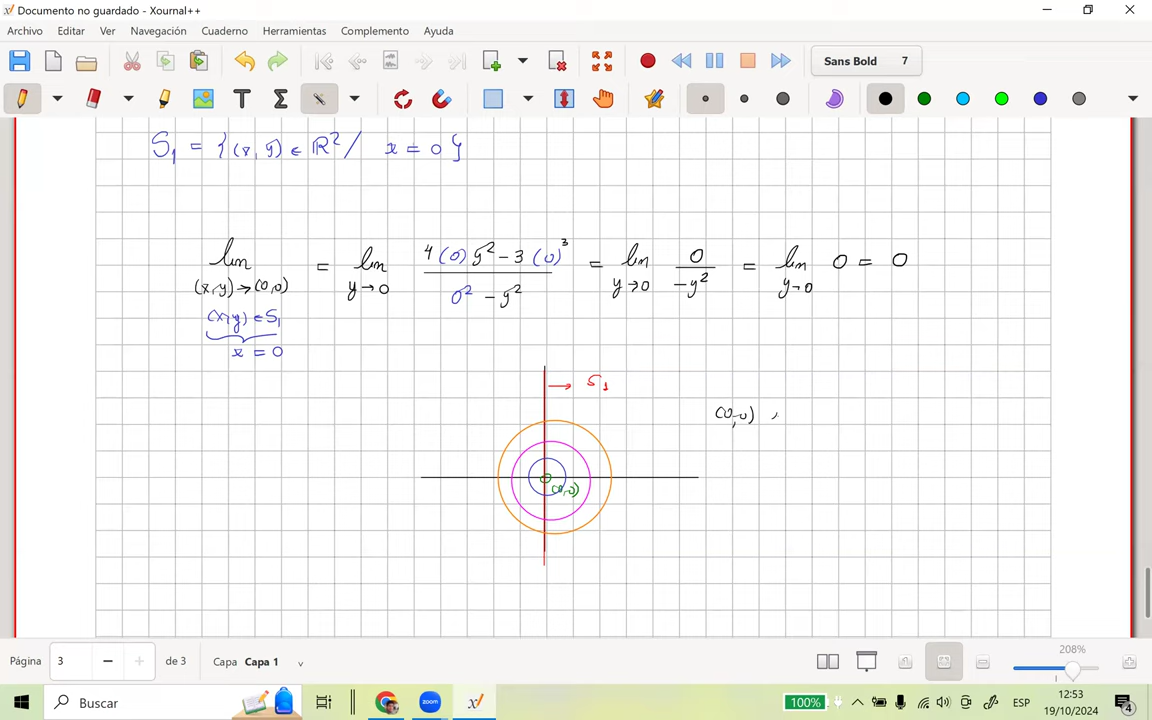 Documento no guardado - Xournal++
Archivo Editar Ver Navegación Cuaderno Herramientas Complemento Ayuda
Sans Bold 7
S₁ = {(x, y) ∈ ℝ² / x = 0}
lim (x,y)→(0,0) (x,y) ∈ S₁ x = 0 = lim y→0 4(0)y² - 3(0)³ / 0² - y² = lim y→0 0 / -y² = lim y→0 0 = 0
→ S₁
(0,0) ,
(0,0)
Página 3 de 3 Capa Capa 1 208%
Buscar 100% ESP 12:53
19/10/2024 4